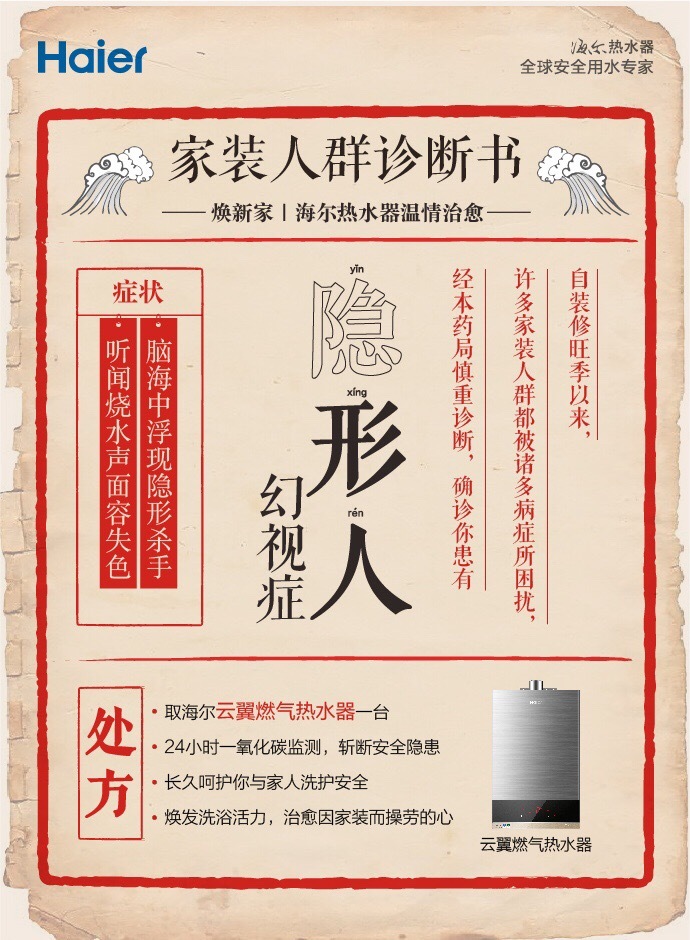 Haier
海尔热水器
全球安全用水专家
家装人群诊断书
焕新家｜海尔热水器温情治愈
自装修旺季以来，
许多家装人群都被诸多病症所困扰，
经本药局慎重诊断，确诊你患有
yǐn
隐
xíng
形
rén
人
幻视症
症状
脑海中浮现隐形杀手
听闻烧水声面容失色
处方
• 取海尔云翼燃气热水器一台
• 24小时一氧化碳监测，斩断安全隐患
• 长久呵护你与家人洗护安全
• 焕发洗浴活力，治愈因家装而操劳的心
Haier
云翼燃气热水器